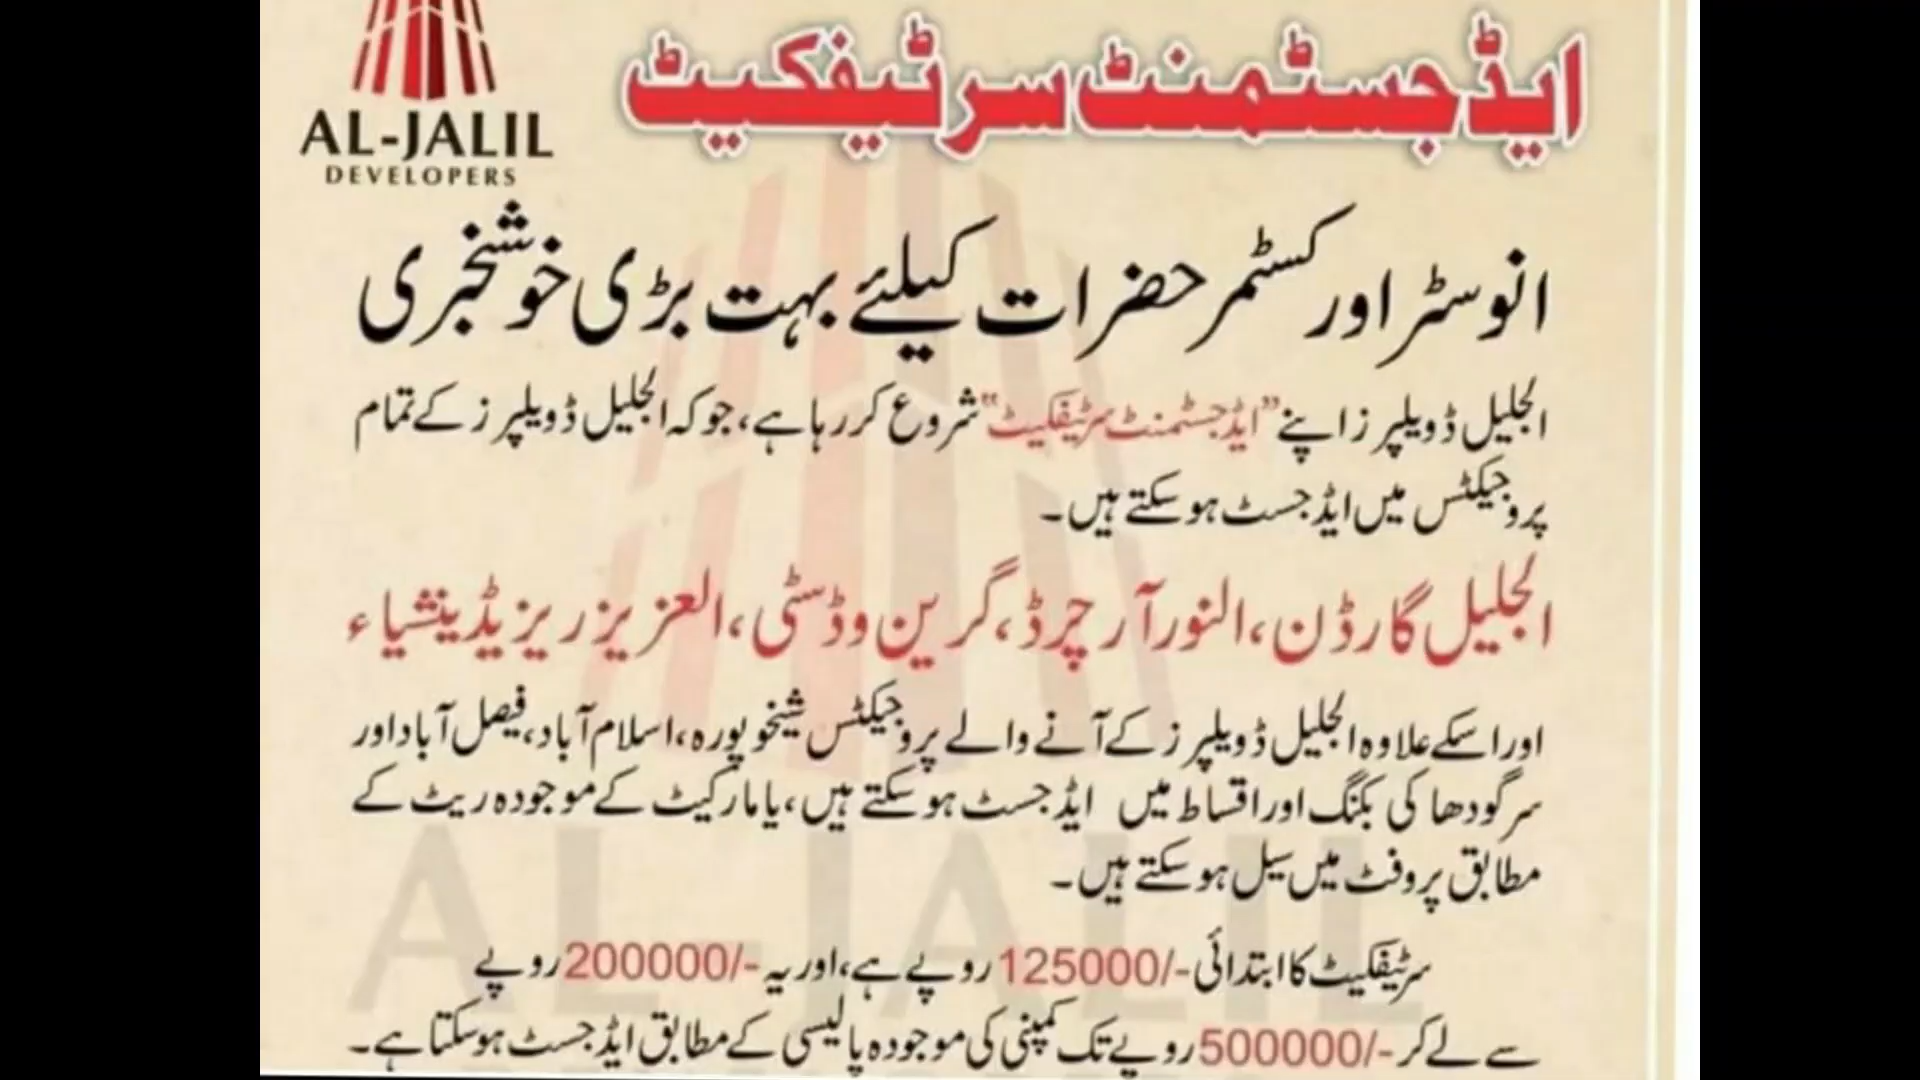 AL-JALIL
DEVELOPERS
ایڈجسٹمنٹ سرٹیفکیٹ
انوسٹر اور کسٹمر حضرات کیلئے بہت بڑی خوشخبری
الجلیل ڈویلپرز اپنے ”ایڈجسٹمنٹ سرٹیفکیٹ“ شروع کر رہا ہے، جو کہ الجلیل ڈویلپرز کے تمام
پروجیکٹس میں ایڈجسٹ ہو سکتے ہیں۔
الجلیل گارڈن، النور آرچرڈ، گرین وڈ سٹی، العزیز ریزیڈینشیاء
اور اسکے علاوہ الجلیل ڈویلپرز کے آنے والے پروجیکٹس شیخوپورہ، اسلام آباد، فیصل آباد اور
سرگودھا کی بکنگ اور اقساط میں ایڈجسٹ ہو سکتے ہیں، یا مارکیٹ کے موجودہ ریٹ کے
مطابق پروفٹ میں سیل ہو سکتے ہیں۔
سرٹیفکیٹ کا ابتدائی -/125000 روپے ہے، اور یہ -/200000 روپے
سے لے کر -/500000 روپے تک کمپنی کی موجودہ پالیسی کے مطابق ایڈجسٹ ہو سکتا ہے۔
AL-JALIL